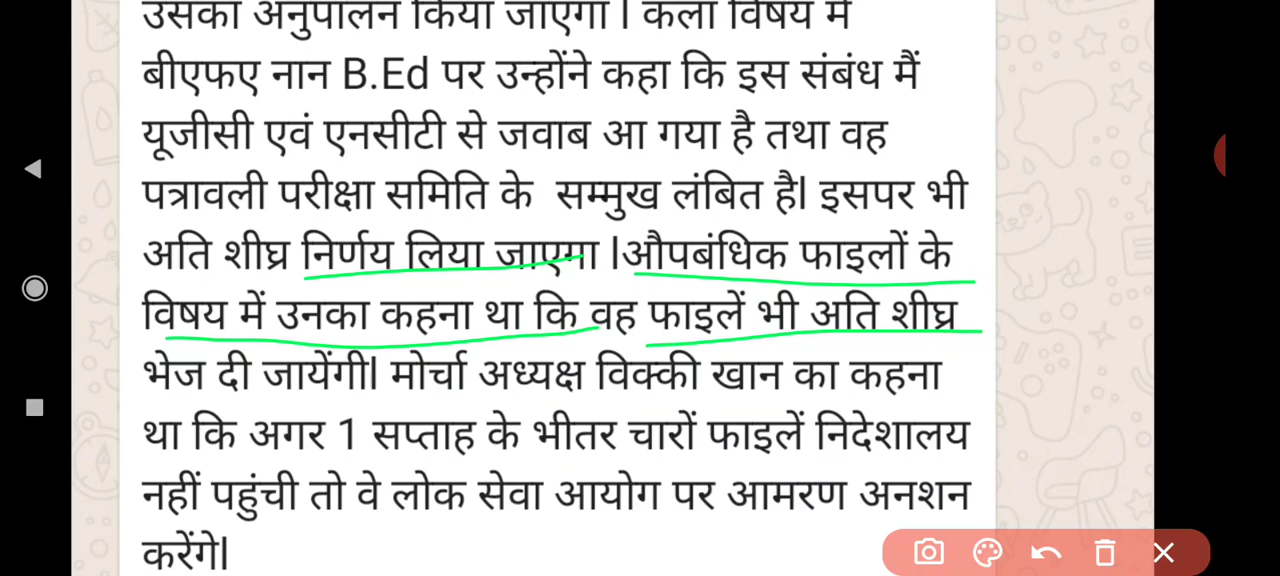 उसका अनुपालन किया जाएगा । कला विषय में
बीएफए नान B.Ed पर उन्होंने कहा कि इस संबंध मैं
यूजीसी एवं एनसीटी से जवाब आ गया है तथा वह
पत्रावली परीक्षा समिति के सम्मुख लंबित है। इसपर भी
अति शीघ्र निर्णय लिया जाएगा ।औपबंधिक फाइलों के
विषय में उनका कहना था कि वह फाइलें भी अति शीघ्र
भेज दी जायेंगी। मोर्चा अध्यक्ष विक्की खान का कहना
था कि अगर 1 सप्ताह के भीतर चारों फाइलें निदेशालय
नहीं पहुंची तो वे लोक सेवा आयोग पर आमरण अनशन
करेंगे।